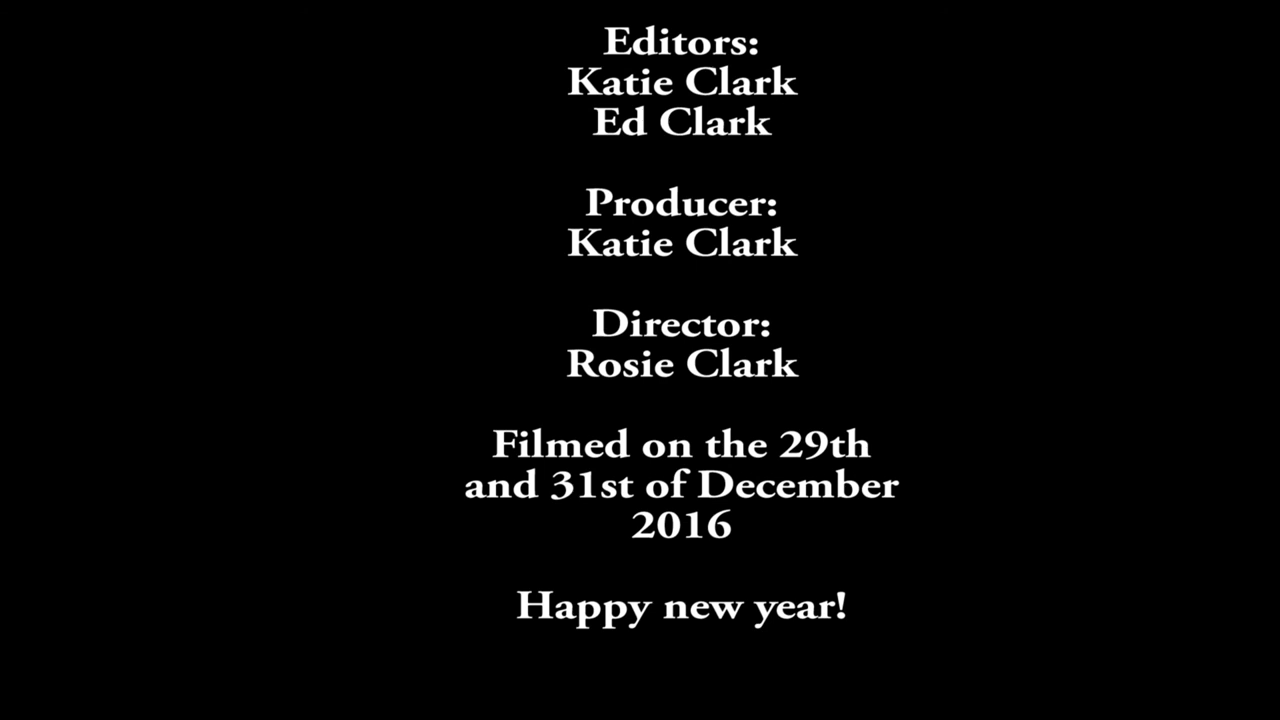 Editors:
Katie Clark
Ed Clark
Producer:
Katie Clark
Director:
Rosie Clark
Filmed on the 29th
and 31st of December
2016
Happy new year!